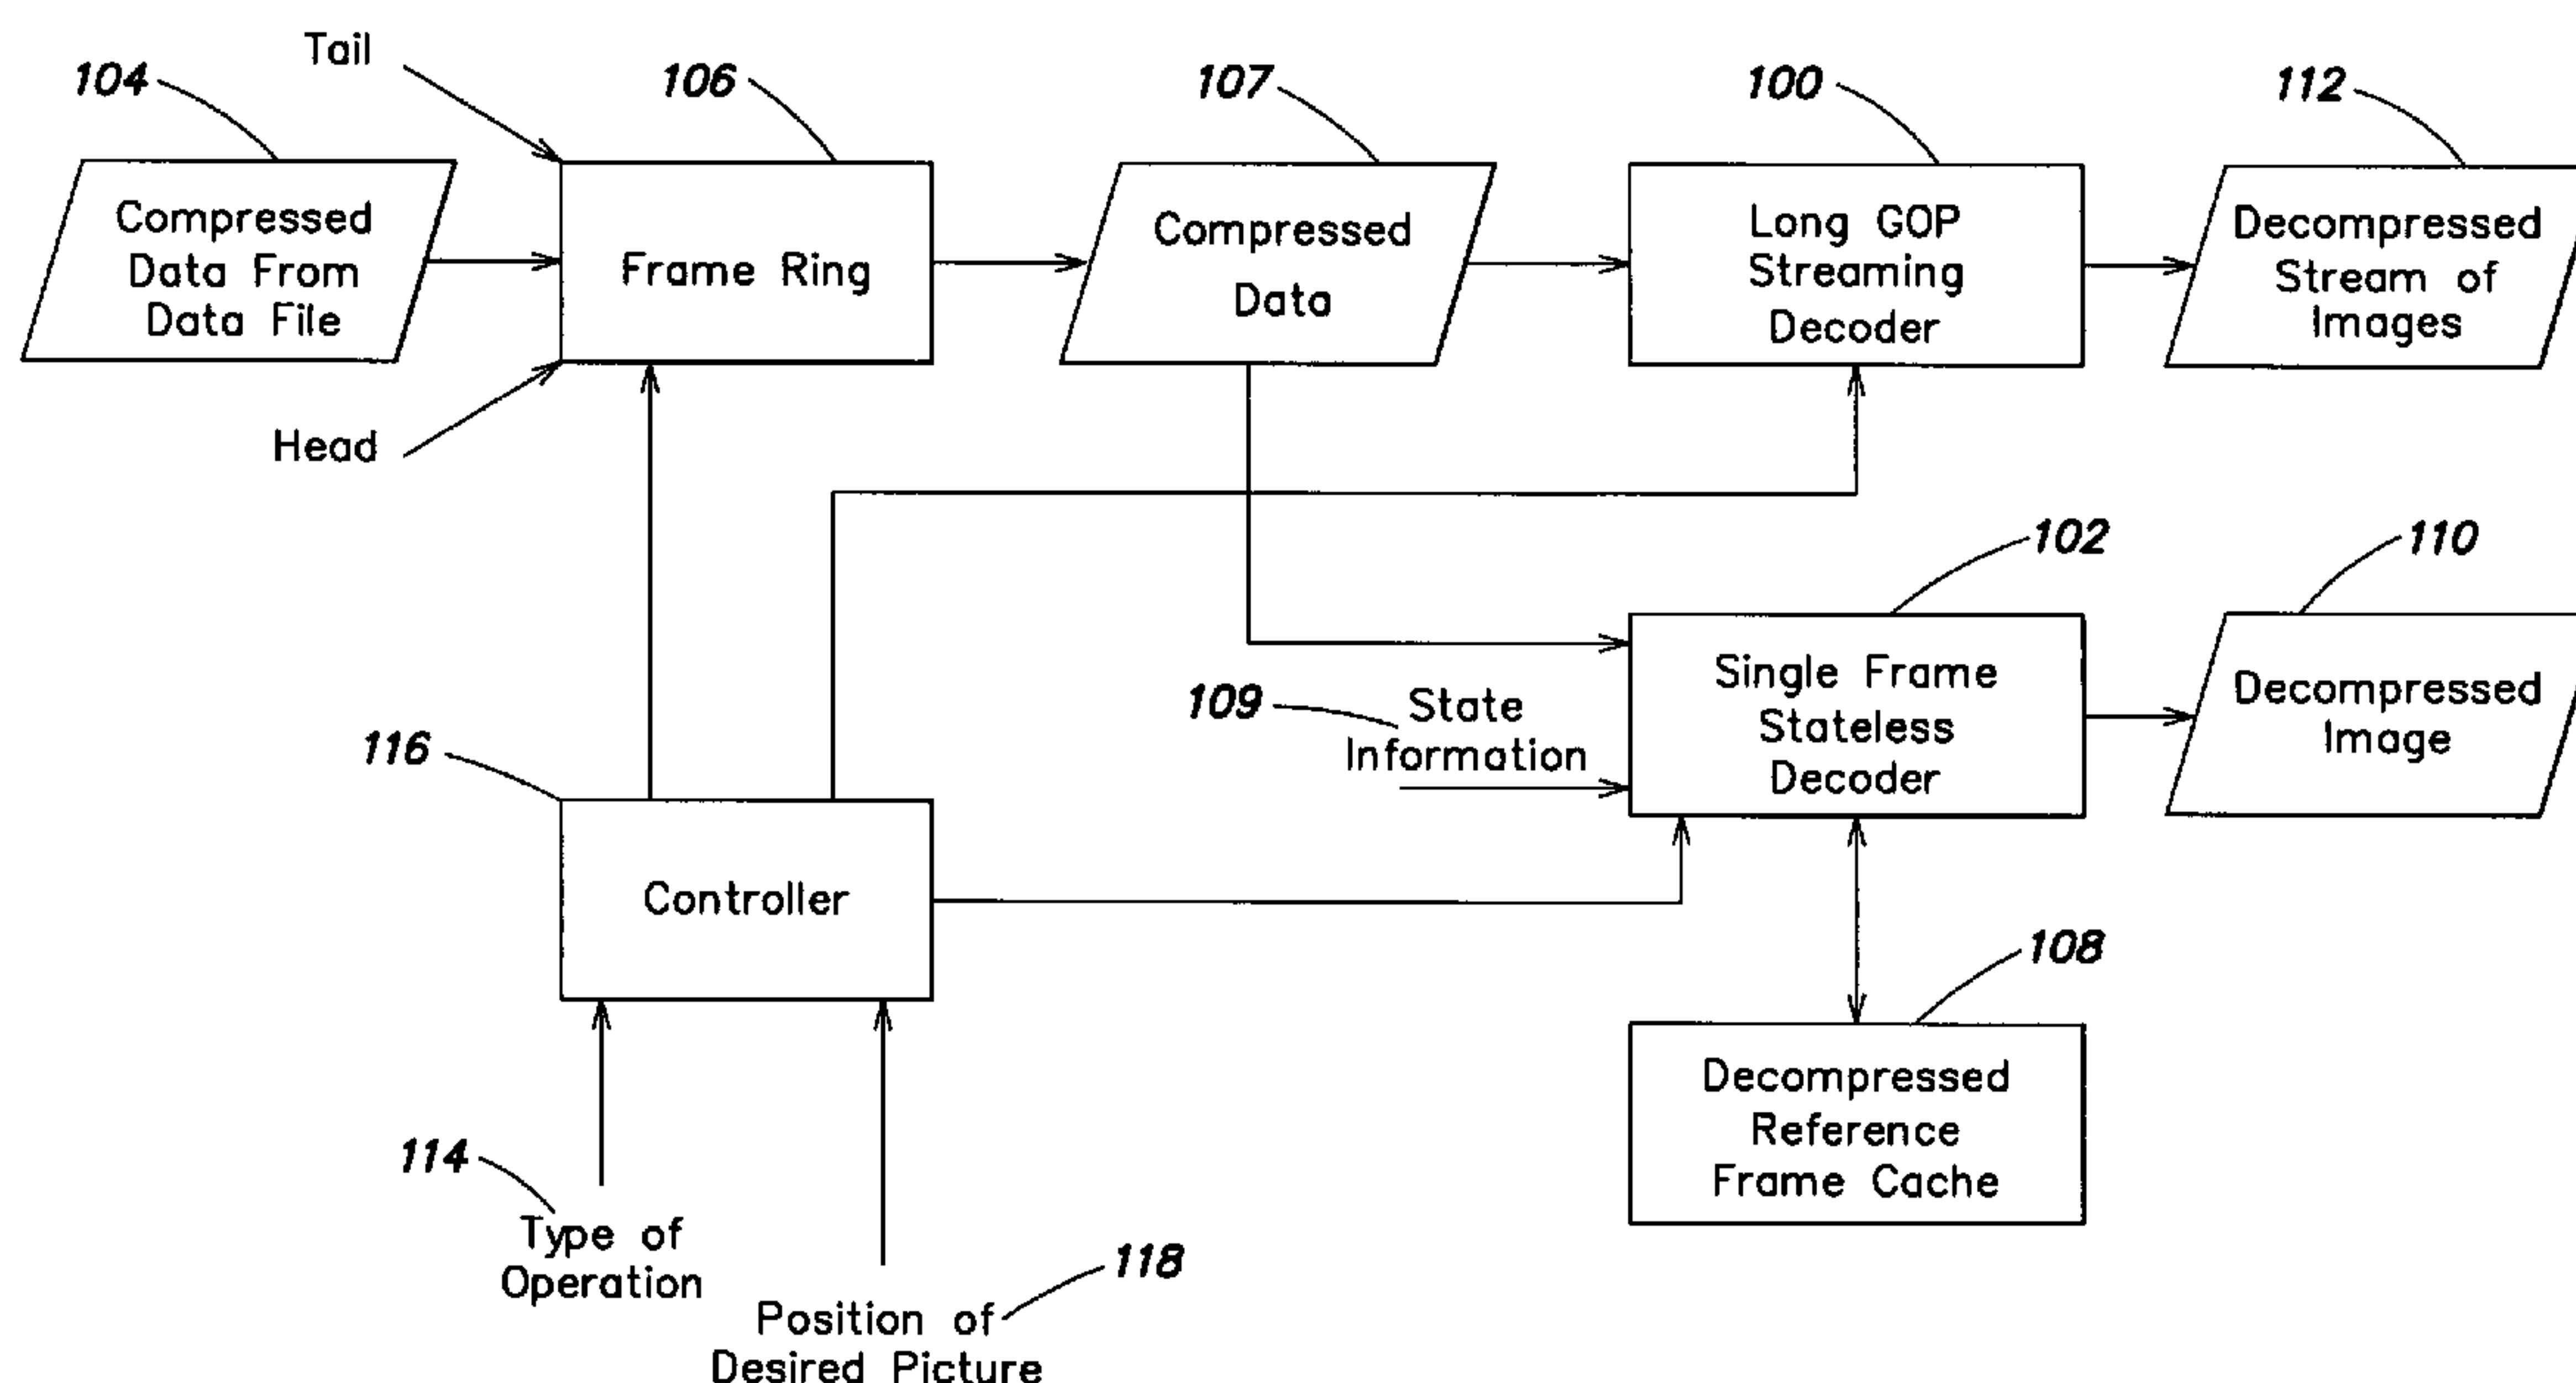 Tail
104
106
107
100
112
Compressed
Data From
Data File
Frame Ring
Compressed
Data
Long GOP
Streaming
Decoder
Decompressed
Stream of
Images
Head
102
110
109
State
Information
Single Frame
Stateless
Decoder
Decompressed
Image
116
Controller
108
Decompressed
Reference
Frame Cache
114
Type of
Operation
118
Position of
Desired Picture